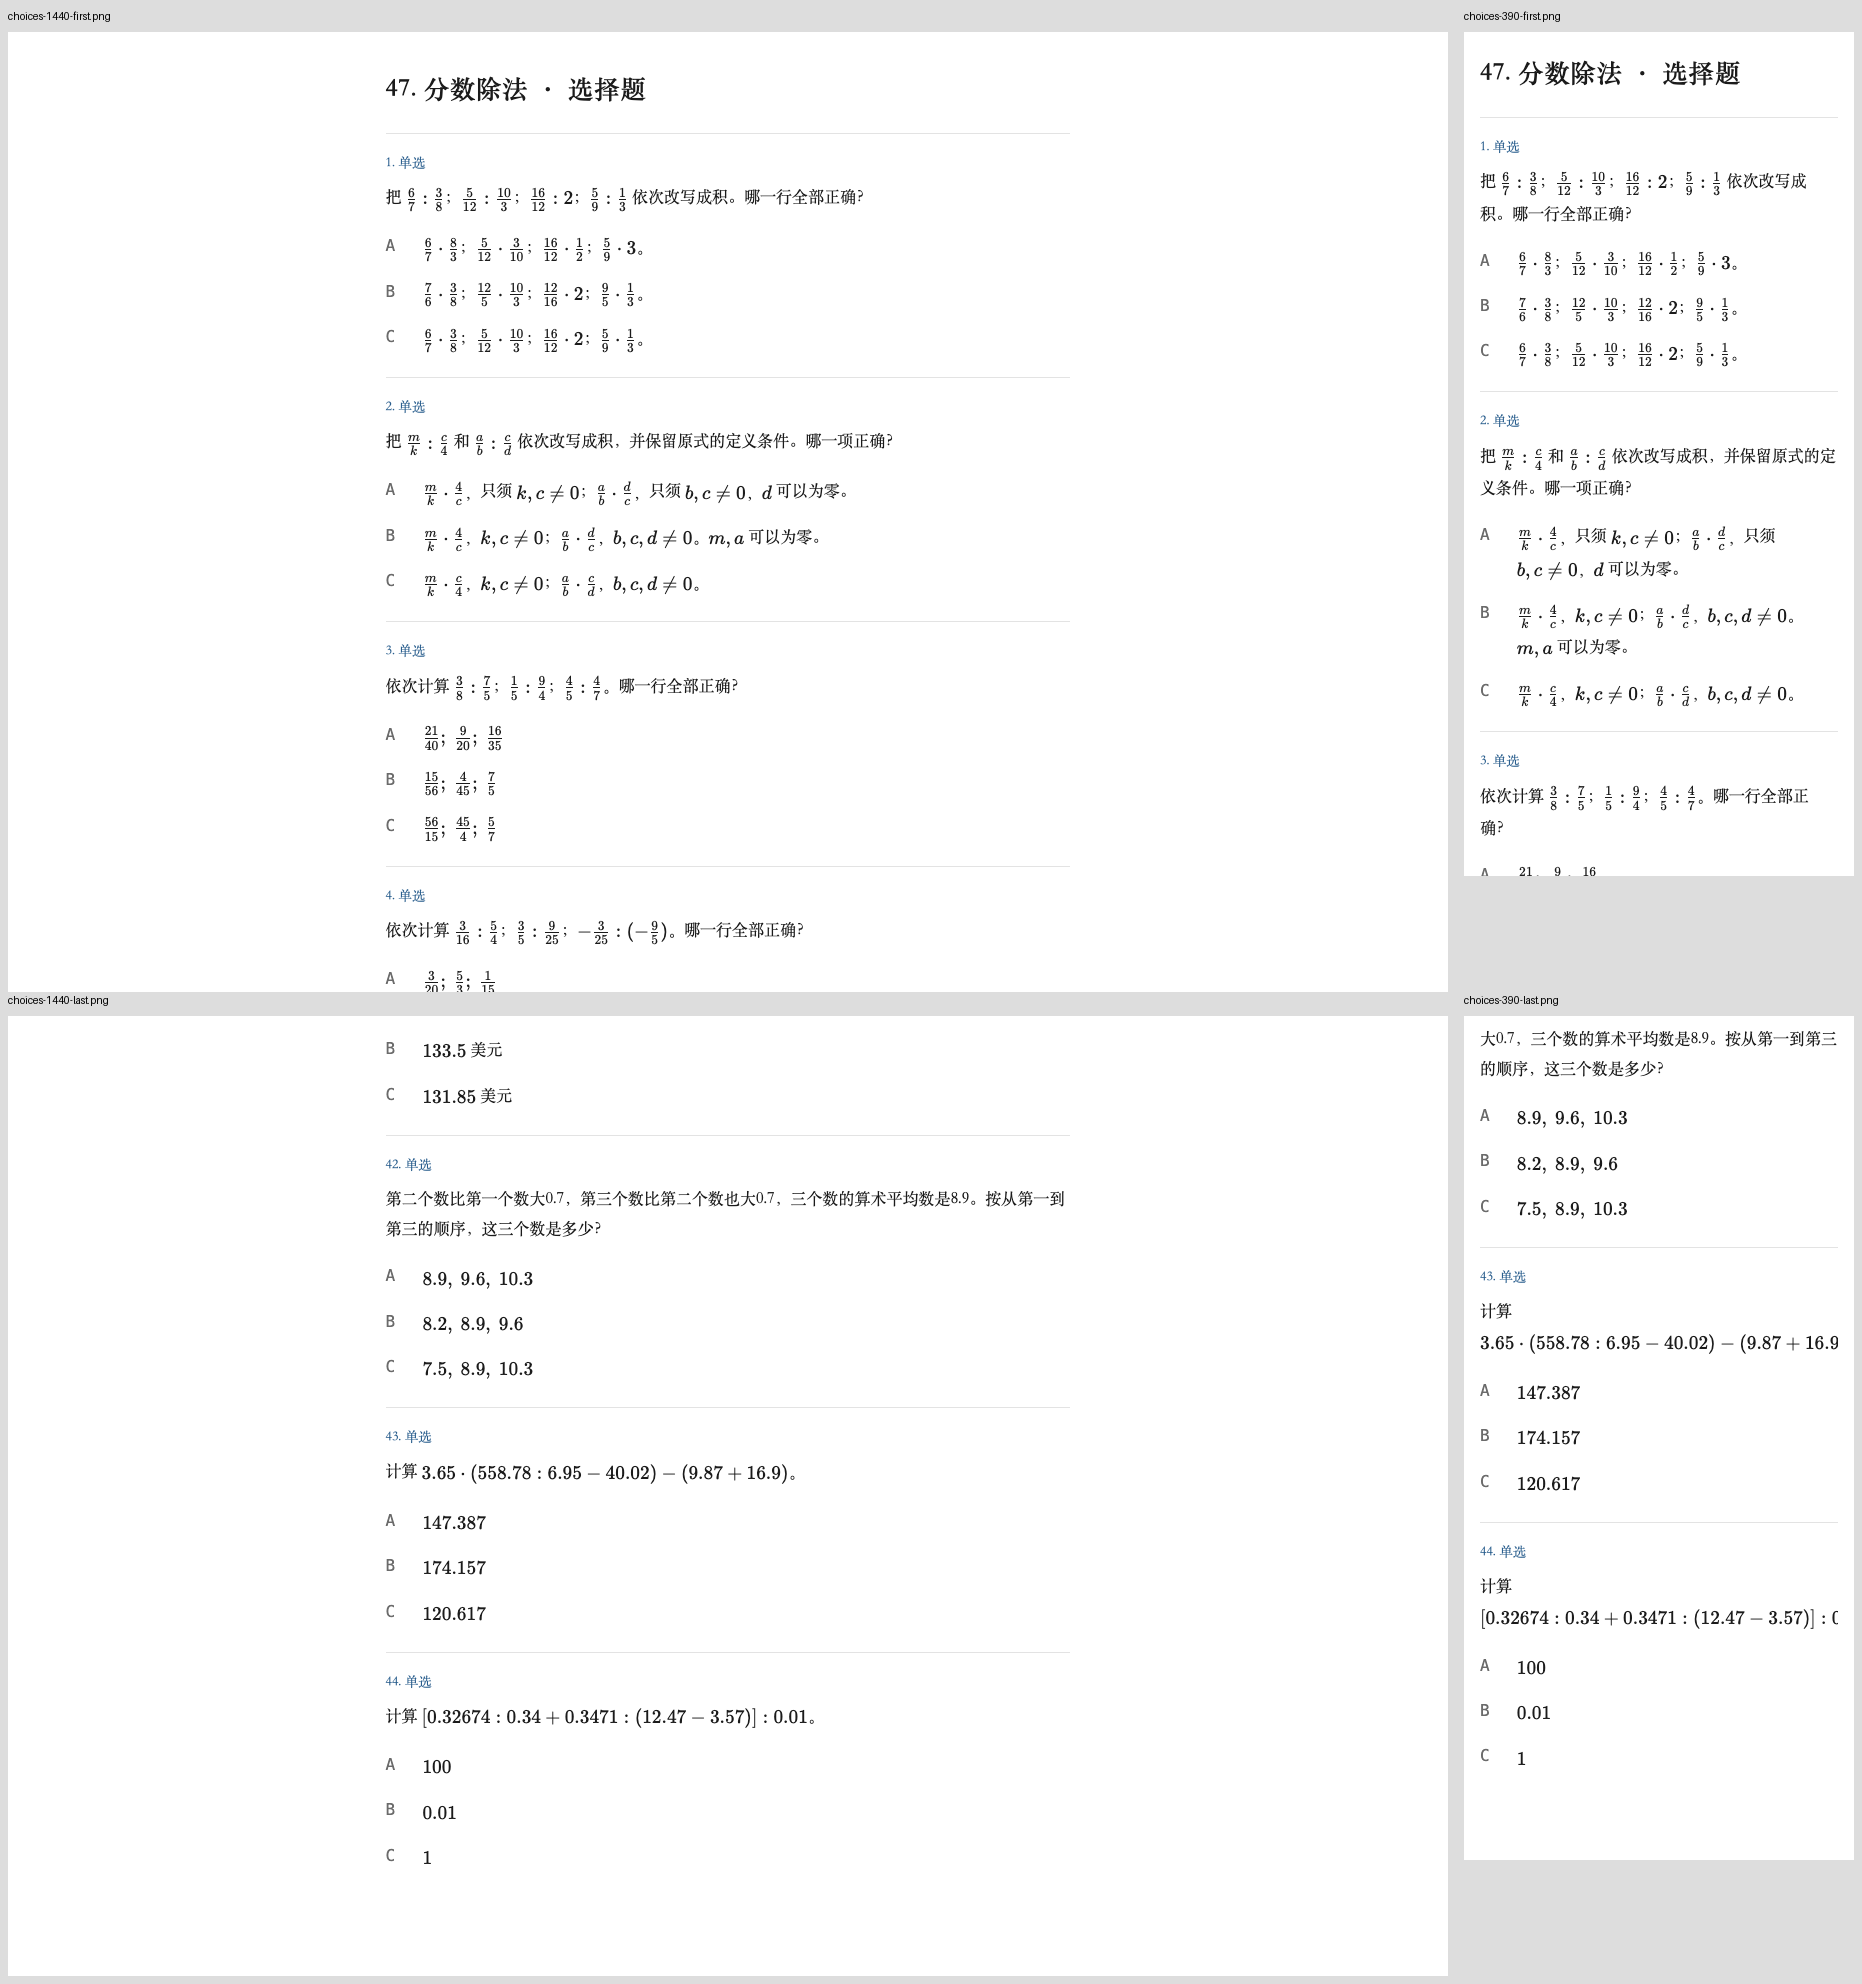 choices-1440-first.png
47. 分数除法 · 选择题
1. 单选
把 6/7 : 3/8； 5/12 : 10/3； 16/12 : 2； 5/9 : 1/3 依次改写成积。哪一行全部正确？
A 6/7 · 8/3； 5/12 · 3/10； 16/12 · 1/2； 5/9 · 3。
B 7/6 · 3/8； 12/5 · 10/3； 12/16 · 2； 9/5 · 1/3。
C 6/7 · 3/8； 5/12 · 10/3； 16/12 · 2； 5/9 · 1/3。
2. 单选
把 m/k : c/4 和 a/b : c/d 依次改写成积，并保留原式的定义条件。哪一项正确？
A m/k · 4/c，只须 k, c ≠ 0； a/b · d/c，只须 b, c ≠ 0，d 可以为零。
B m/k · 4/c，k, c ≠ 0； a/b · d/c，b, c, d ≠ 0。m, a 可以为零。
C m/k · c/4，k, c ≠ 0； a/b · c/d，b, c, d ≠ 0。
3. 单选
依次计算 3/8 : 7/5； 1/5 : 9/4； 4/5 : 4/7。哪一行全部正确？
A 21/40; 9/20; 16/35
B 15/56; 4/45; 7/5
C 56/15; 45/4; 5/7
4. 单选
依次计算 3/16 : 5/4； 3/5 : 9/25； −3/25 : (−9/5)。哪一行全部正确？
A 3/20; 5/3; 1/15
choices-390-first.png
47. 分数除法 · 选择题
1. 单选
把 6/7 : 3/8； 5/12 : 10/3； 16/12 : 2； 5/9 : 1/3 依次改写成
积。哪一行全部正确？
A 6/7 · 8/3； 5/12 · 3/10； 16/12 · 1/2； 5/9 · 3。
B 7/6 · 3/8； 12/5 · 10/3； 12/16 · 2； 9/5 · 1/3。
C 6/7 · 3/8； 5/12 · 10/3； 16/12 · 2； 5/9 · 1/3。
2. 单选
把 m/k : c/4 和 a/b : c/d 依次改写成积，并保留原式的定
义条件。哪一项正确？
A m/k · 4/c，只须 k, c ≠ 0； a/b · d/c，只须
b, c ≠ 0，d 可以为零。
B m/k · 4/c，k, c ≠ 0； a/b · d/c，b, c, d ≠ 0。
m, a 可以为零。
C m/k · c/4，k, c ≠ 0； a/b · c/d，b, c, d ≠ 0。
3. 单选
依次计算 3/8 : 7/5； 1/5 : 9/4； 4/5 : 4/7。哪一行全部正
确？
A 21 9 16
choices-1440-last.png
B 133.5 美元
C 131.85 美元
42. 单选
第二个数比第一个数大0.7，第三个数比第二个数也大0.7，三个数的算术平均数是8.9。按从第一到
第三的顺序，这三个数是多少？
A 8.9, 9.6, 10.3
B 8.2, 8.9, 9.6
C 7.5, 8.9, 10.3
43. 单选
计算 3.65 · (558.78 : 6.95 − 40.02) − (9.87 + 16.9)。
A 147.387
B 174.157
C 120.617
44. 单选
计算 [0.32674 : 0.34 + 0.3471 : (12.47 − 3.57)] : 0.01。
A 100
B 0.01
C 1
choices-390-last.png
大0.7，三个数的算术平均数是8.9。按从第一到第三
的顺序，这三个数是多少？
A 8.9, 9.6, 10.3
B 8.2, 8.9, 9.6
C 7.5, 8.9, 10.3
43. 单选
计算
3.65 · (558.78 : 6.95 − 40.02) − (9.87 + 16.9
A 147.387
B 174.157
C 120.617
44. 单选
计算
[0.32674 : 0.34 + 0.3471 : (12.47 − 3.57)] : 0
A 100
B 0.01
C 1